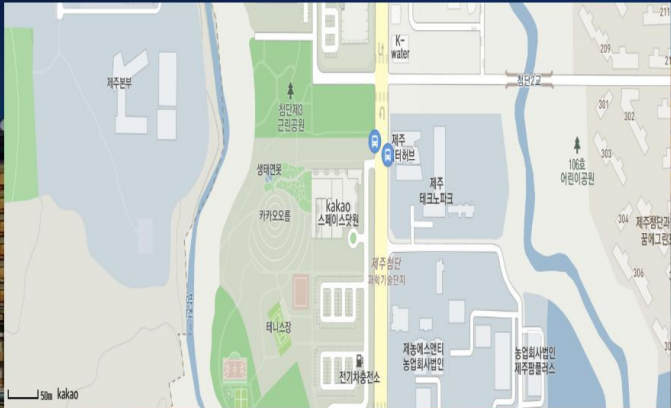 211
209
K-
water
첨단2교
제주본부
첨단제3
근린공원
301
302
303
제주
터허브
106호
어린이공원
생태연못
제주
테크노파크
카카오오름
kakao
스페이스닷원
304
제주첨단과
꿈에그린
306
제주첨단
과학기술단지
테니스장
제농에스앤티
농업회사법인
농업회사법인
제주팜플러스
전기차충전소
50m kakao